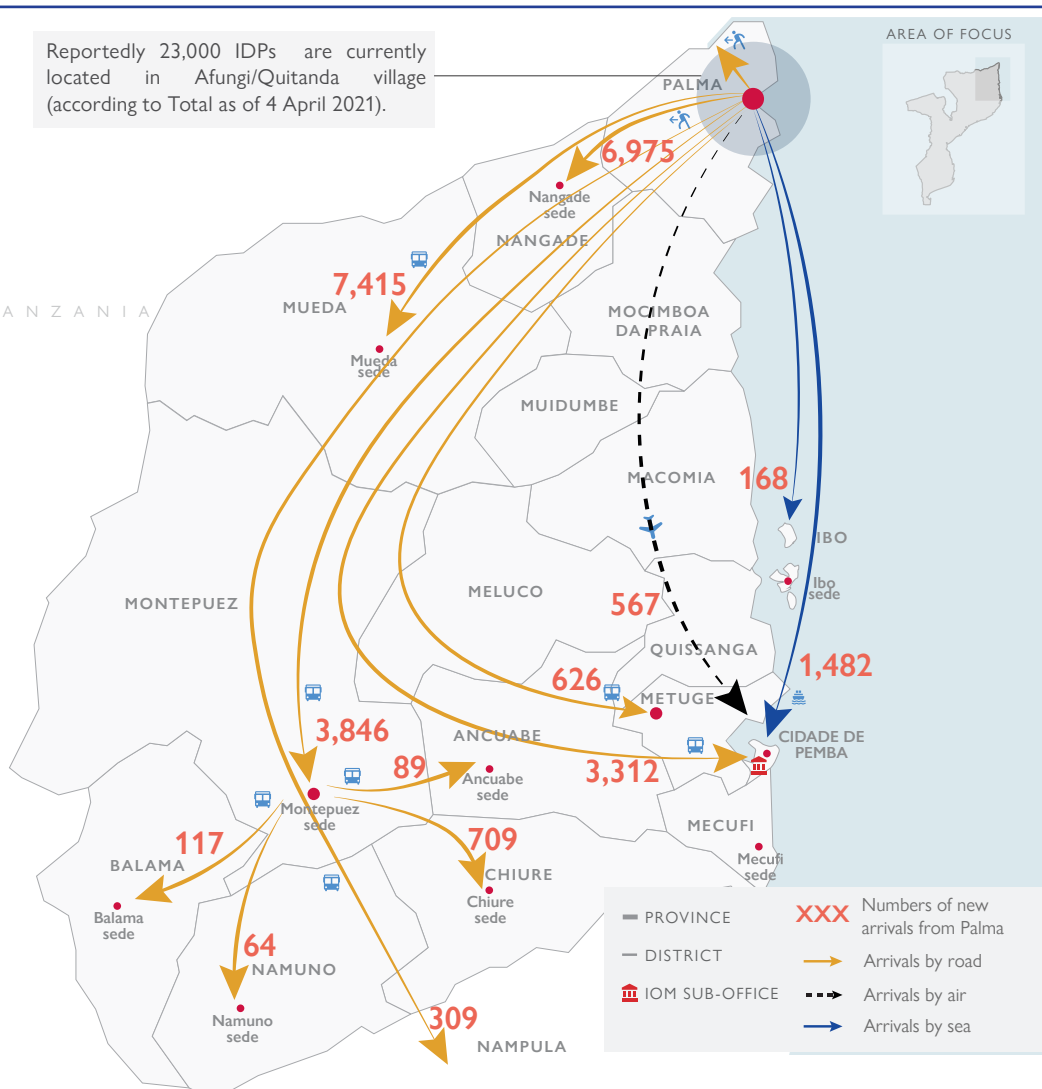 Reportedly 23,000 IDPs are currently
located in Afungi/Quitanda village
(according to Total as of 4 April 2021).
AREA OF FOCUS
PALMA
6,975
Nangade
sede
NANGADE
7,415
MUEDA
ANZANIA
Mueda
sede
MOCIMBOA
DA PRAIA
MUIDUMBE
MACOMIA
168
IBO
Ibo
sede
MONTEPUEZ
MELUCO
567
QUISSANGA
1,482
626
METUGE
CIDADE DE
PEMBA
3,846
ANCUABE
89
Ancuabe
sede
3,312
Montepuez
sede
MECUFI
Mecufi
sede
117
BALAMA
Balama
sede
709
CHIURE
Chiure
sede
64
NAMUNO
Namuno
sede
309
NAMPULA
PROVINCE
DISTRICT
IOM SUB-OFFICE
XXX Numbers of new
arrivals from Palma
Arrivals by road
Arrivals by air
Arrivals by sea